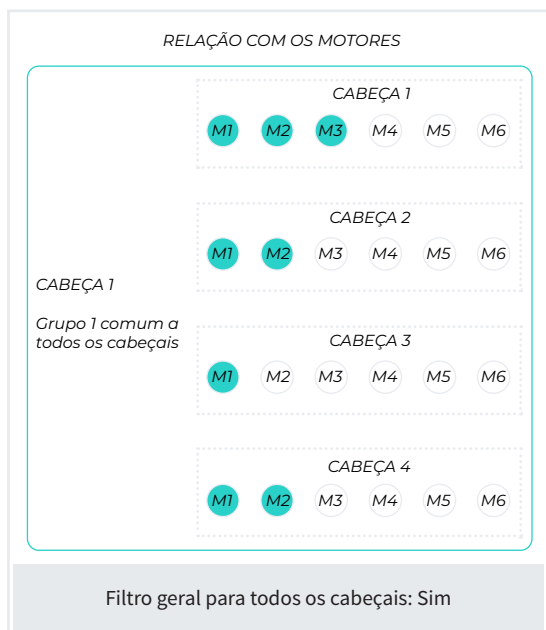 RELAÇÃO COM OS MOTORES
CABEÇA 1
M1 M2 M3 M4 M5 M6
CABEÇA 2
M1 M2 M3 M4 M5 M6
CABEÇA 1
Grupo 1 comum a
todos os cabeçais
CABEÇA 3
M1 M2 M3 M4 M5 M6
CABEÇA 4
M1 M2 M3 M4 M5 M6
Filtro geral para todos os cabeçais: Sim